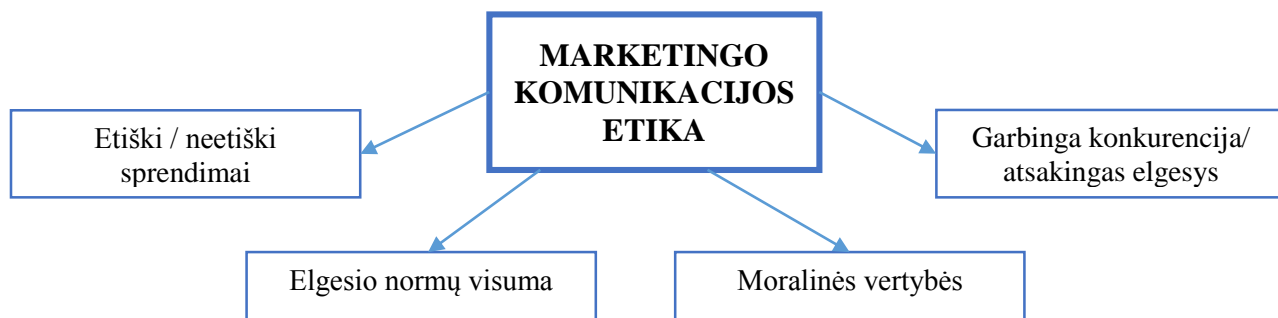 MARKETINGO
KOMUNIKACIJOS
ETIKA
Etiški / neetiški
sprendimai
Garbinga konkurencija/
atsakingas elgesys
Elgesio normų visuma
Moralinės vertybės